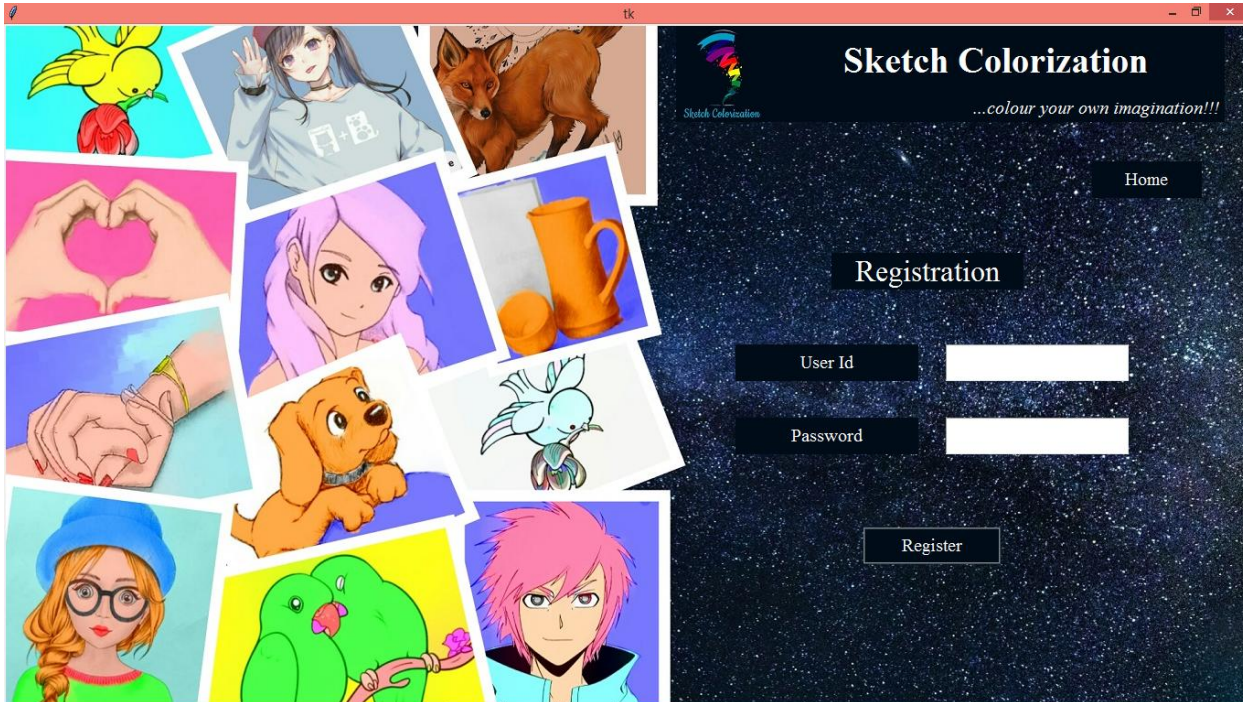 tk
Sketch Colorization
Sketch Colorization
...colour your own imagination!!!
Home
Registration
User Id
Password
Register